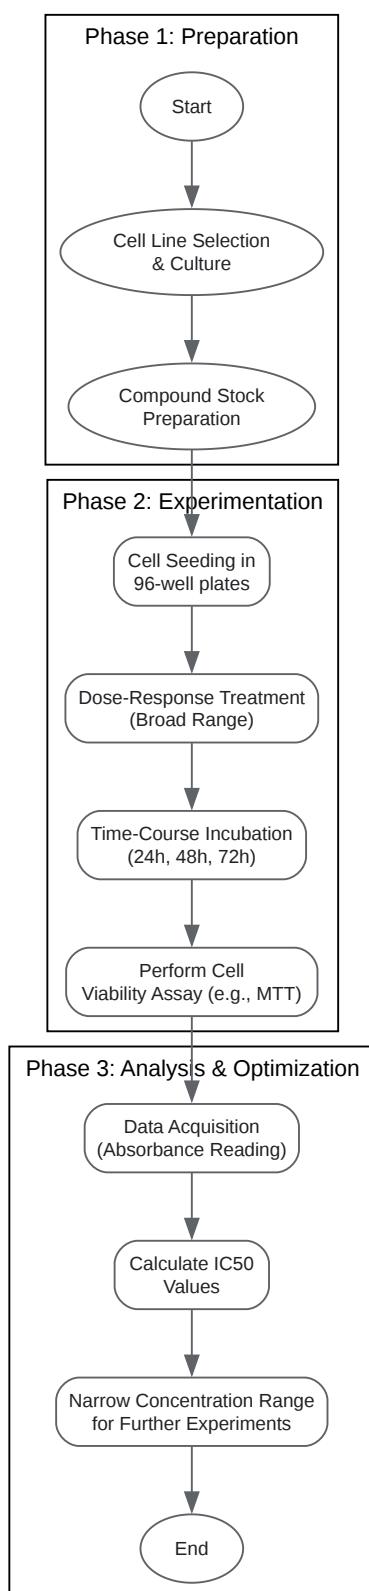 Phase 1: Preparation
Start
Cell Line Selection
& Culture
Compound Stock
Preparation
Phase 2: Experimentation
Cell Seeding in
96-well plates
Dose-Response Treatment
(Broad Range)
Time-Course Incubation
(24h, 48h, 72h)
Perform Cell
Viability Assay (e.g., MTT)
Phase 3: Analysis & Optimization
Data Acquisition
(Absorbance Reading)
Calculate IC50
Values
Narrow Concentration Range
for Further Experiments
End